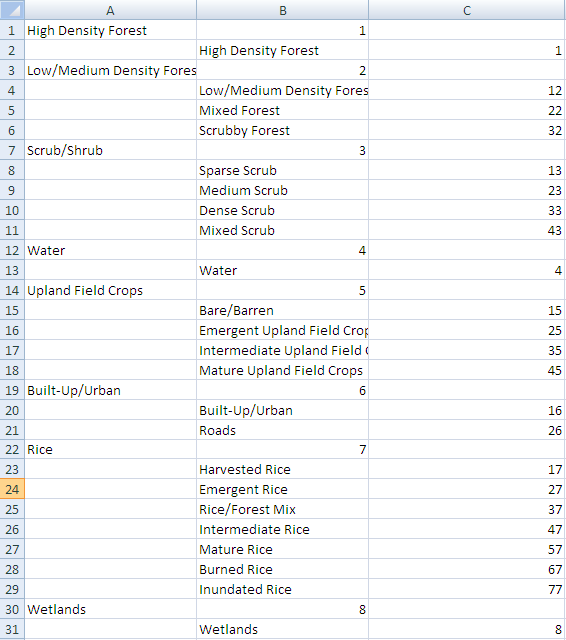 A B C
1 High Density Forest 1
2 High Density Forest 1
3 Low/Medium Density Fores 2
4 Low/Medium Density Fores 12
5 Mixed Forest 22
6 Scrubby Forest 32
7 Scrub/Shrub 3
8 Sparse Scrub 13
9 Medium Scrub 23
10 Dense Scrub 33
11 Mixed Scrub 43
12 Water 4
13 Water 4
14 Upland Field Crops 5
15 Bare/Barren 15
16 Emergent Upland Field Crop 25
17 Intermediate Upland Field 35
18 Mature Upland Field Crops 45
19 Built-Up/Urban 6
20 Built-Up/Urban 16
21 Roads 26
22 Rice 7
23 Harvested Rice 17
24 Emergent Rice 27
25 Rice/Forest Mix 37
26 Intermediate Rice 47
27 Mature Rice 57
28 Burned Rice 67
29 Inundated Rice 77
30 Wetlands 8
31 Wetlands 8